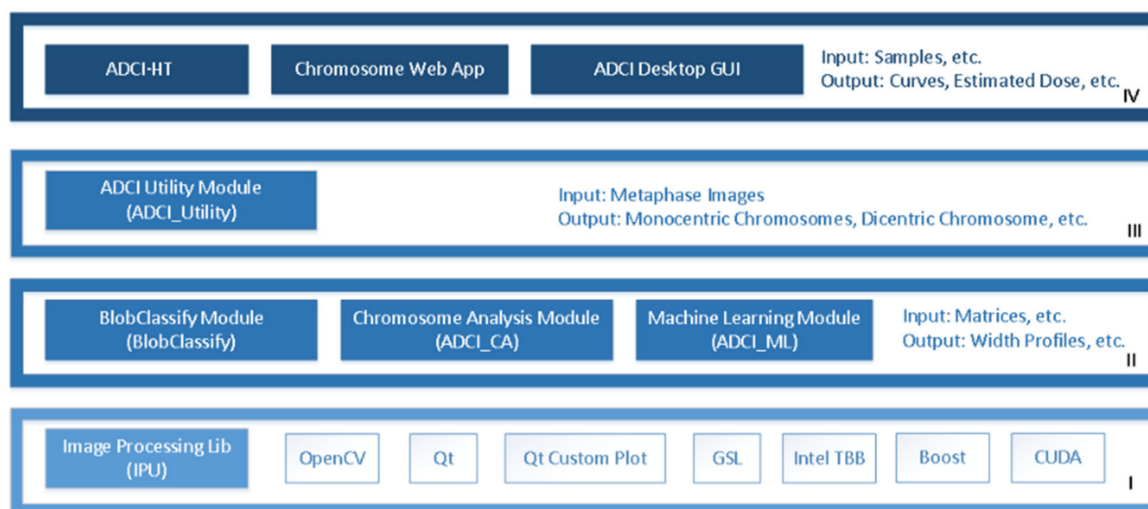 ADCI-HT
Chromosome Web App
ADCI Desktop GUI
Input: Samples, etc.
Output: Curves, Estimated Dose, etc.
IV
ADCI Utility Module
(ADCI_Utility)
Input: Metaphase Images
Output: Monocentric Chromosomes, Dicentric Chromosome, etc.
III
BlobClassify Module
(BlobClassify)
Chromosome Analysis Module
(ADCI_CA)
Machine Learning Module
(ADCI_ML)
Input: Matrices, etc.
Output: Width Profiles, etc.
II
Image Processing Lib
(IPU)
OpenCV
Qt
Qt Custom Plot
GSL
Intel TBB
Boost
CUDA
I